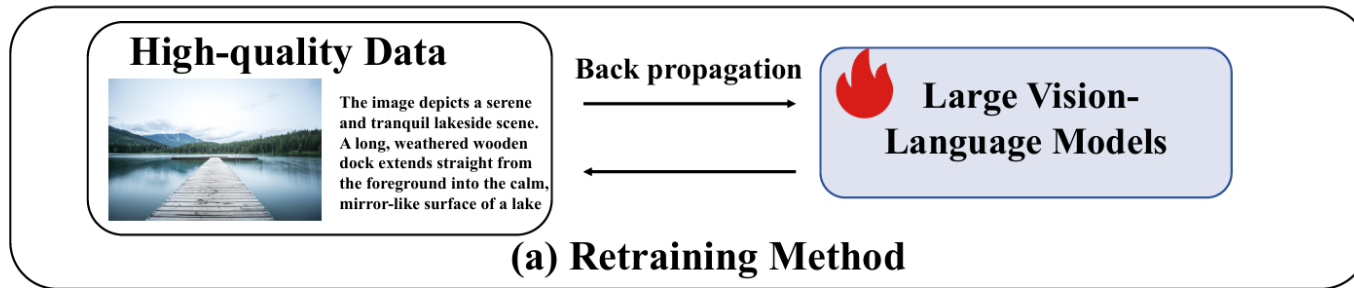 High-quality Data
The image depicts a serene
and tranquil lakeside scene.
A long, weathered wooden
dock extends straight from
the foreground into the calm,
mirror-like surface of a lake
Back propagation
Large Vision-
Language Models
(a) Retraining Method